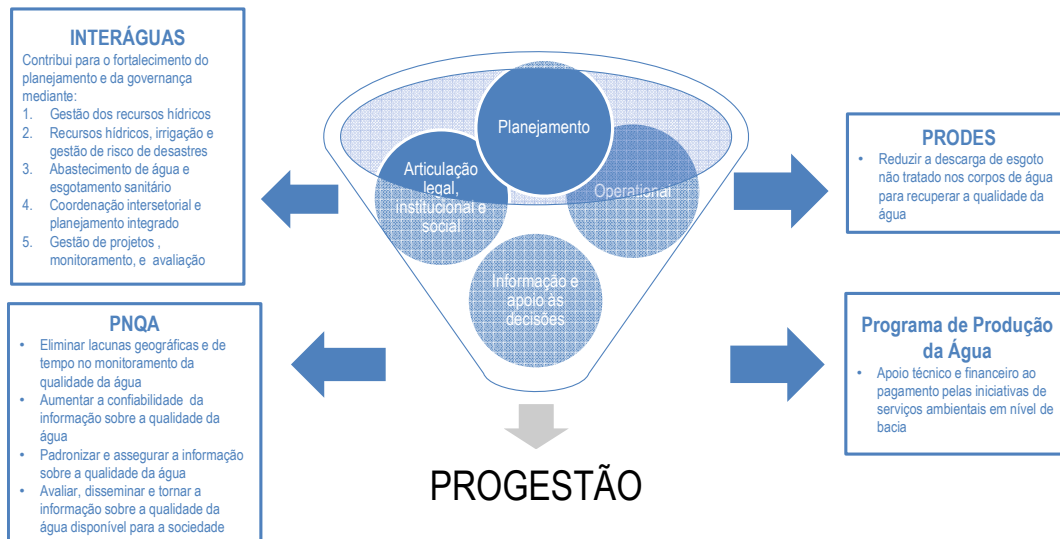 INTERÁGUAS
Contribui para o fortalecimento do
planejamento e da governança
mediante:
1. Gestão dos recursos hídricos
2. Recursos hídricos, irrigação e
gestão de risco de desastres
3. Abastecimento de água e
esgotamento sanitário
4. Coordenação intersetorial e
planejamento integrado
5. Gestão de projetos ,
monitoramento, e avaliação
PNQA
• Eliminar lacunas geográficas e de
tempo no monitoramento da
qualidade da água
• Aumentar a confiabilidade da
informação sobre a qualidade da
água
• Padronizar e assegurar a informação
sobre a qualidade da água
• Avaliar, disseminar e tornar a
informação sobre a qualidade da
água disponível para a sociedade
Planejamento
Articulação
legal,
institucional e
social
Operational
Informação e
apoio às
decisões
PROGESTÃO
PRODES
• Reduzir a descarga de esgoto
não tratado nos corpos de água
para recuperar a qualidade da
água
Programa de Produção
da Água
• Apoio técnico e financeiro ao
pagamento pelas iniciativas de
serviços ambientais em nível de
bacia